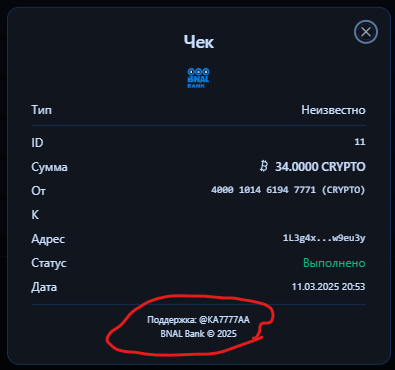 Чек
BNAL
BANK
Тип Неизвестно
ID 11
Сумма ₿ 34.0000 CRYPTO
От 4000 1014 6194 7771 (CRYPTO)
К
Адрес 1L3g4x...w9eu3y
Статус Выполнено
Дата 11.03.2025 20:53
Поддержка: @KA7777AA
BNAL Bank © 2025